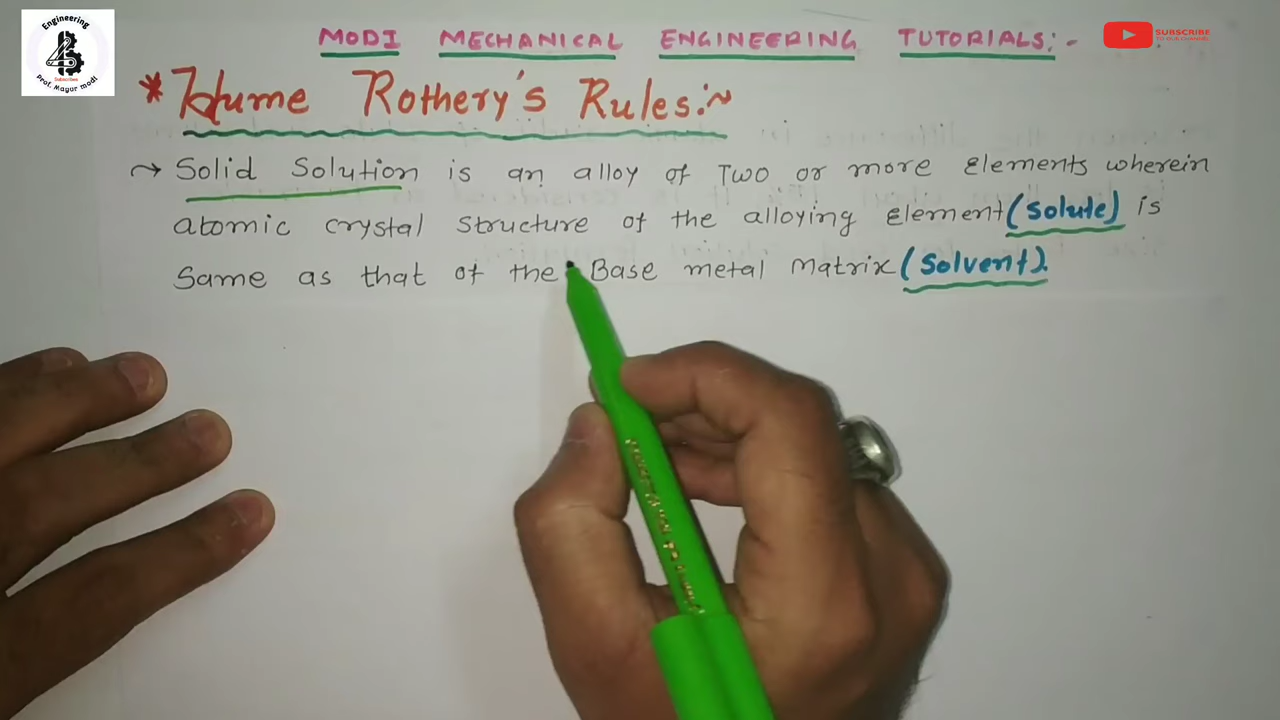 Engineering
Subscribes
Prof. Mayur modi
MODI MECHANICAL ENGINEERING TUTORIALS:-
SUBSCRIBE
* Hume Rothery's Rules:~
→ Solid Solution is an alloy of Two or more Elements wherein
atomic crystal structure of the alloying Element (Solute) is
Same as that of the Base metal Matrix (Solvent).